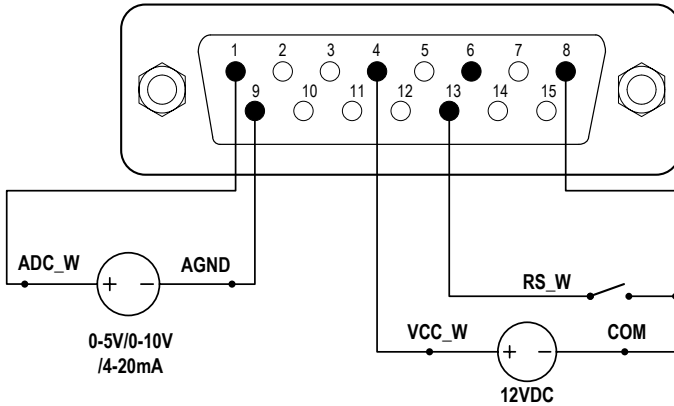 1 2 3 4 5 6 7 8
9 10 11 12 13 14 15
ADC_W + − AGND
0-5V/0-10V
/4-20mA
RS_W
VCC_W + − COM
12VDC